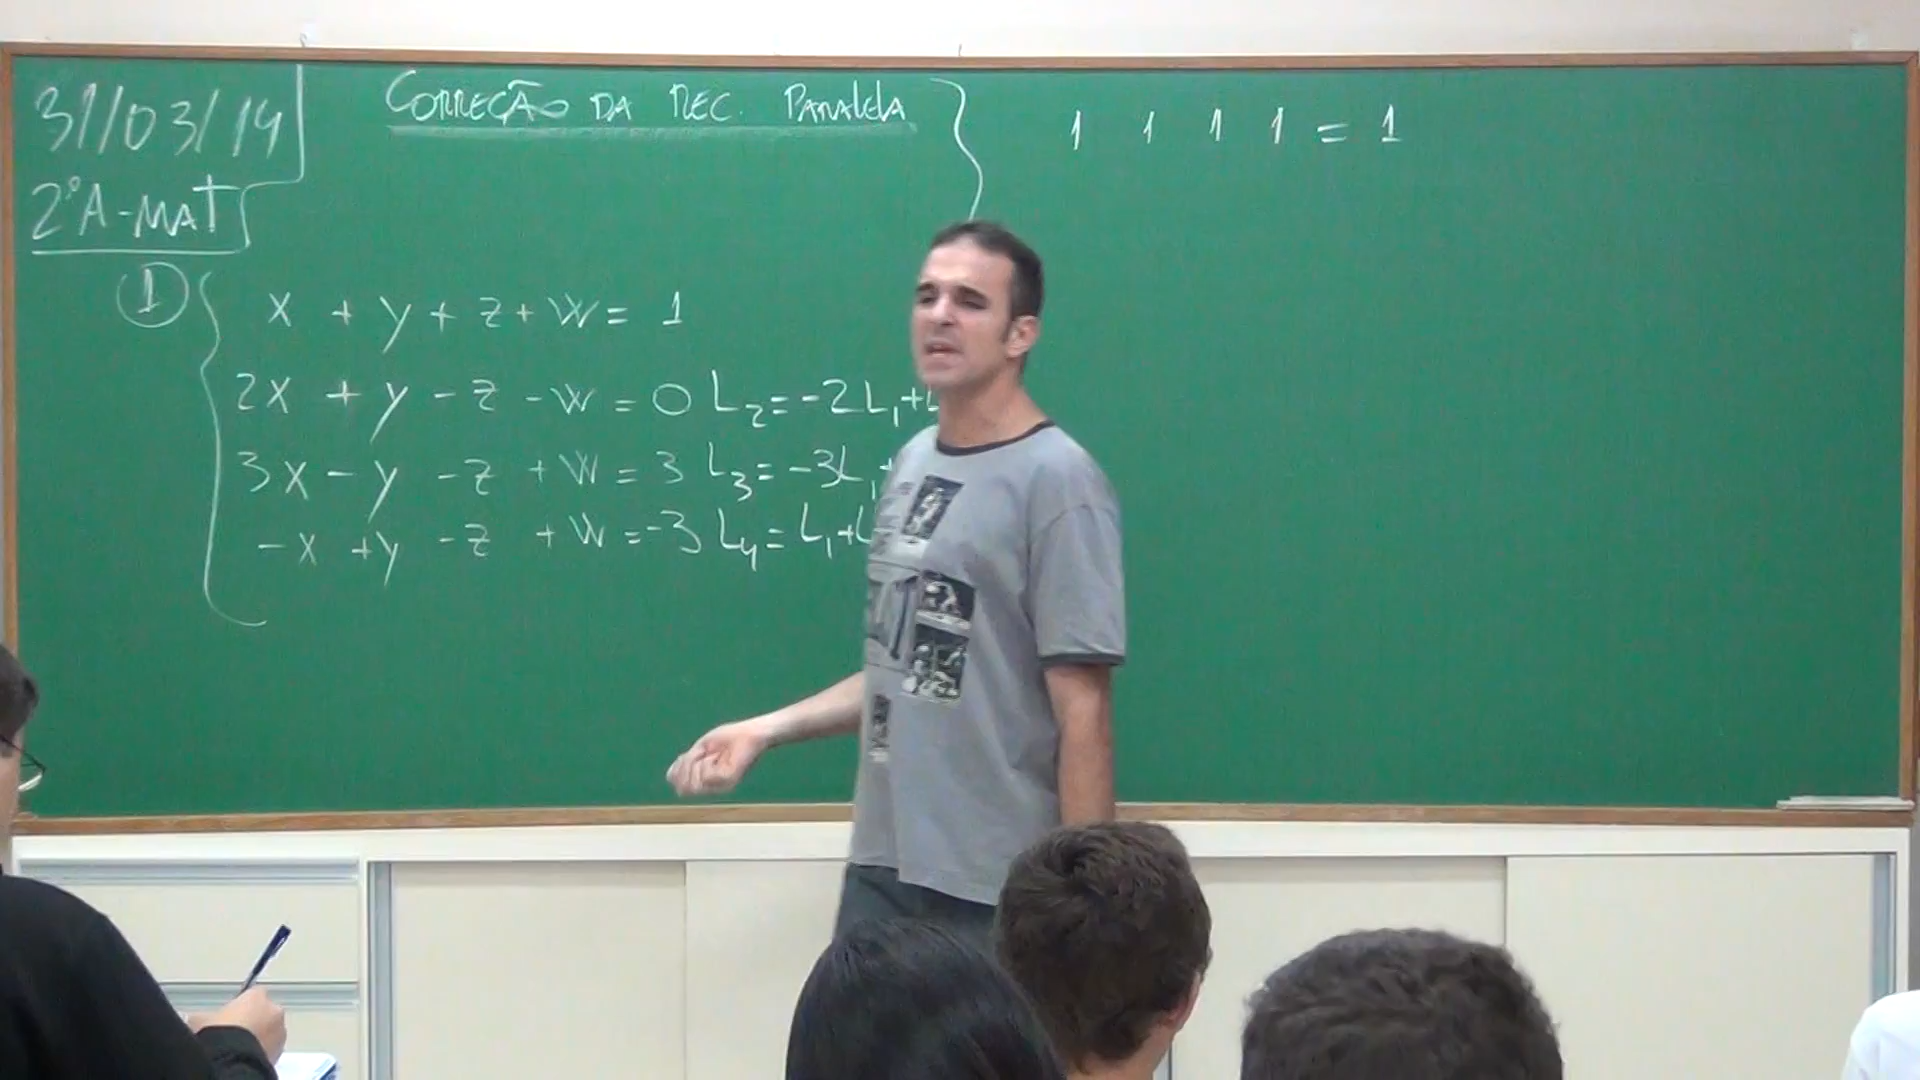 31/03/14
2°A-MAT
CORREÇÃO DA REC. PARALELA
① x + y + z + w = 1
2x + y - z - w = 0 L2 = -2L1 +
3x - y - z + w = 3 L3 = -3L1
-x + y - z + w = -3 L4 = L1 +
1 1 1 1 = 1